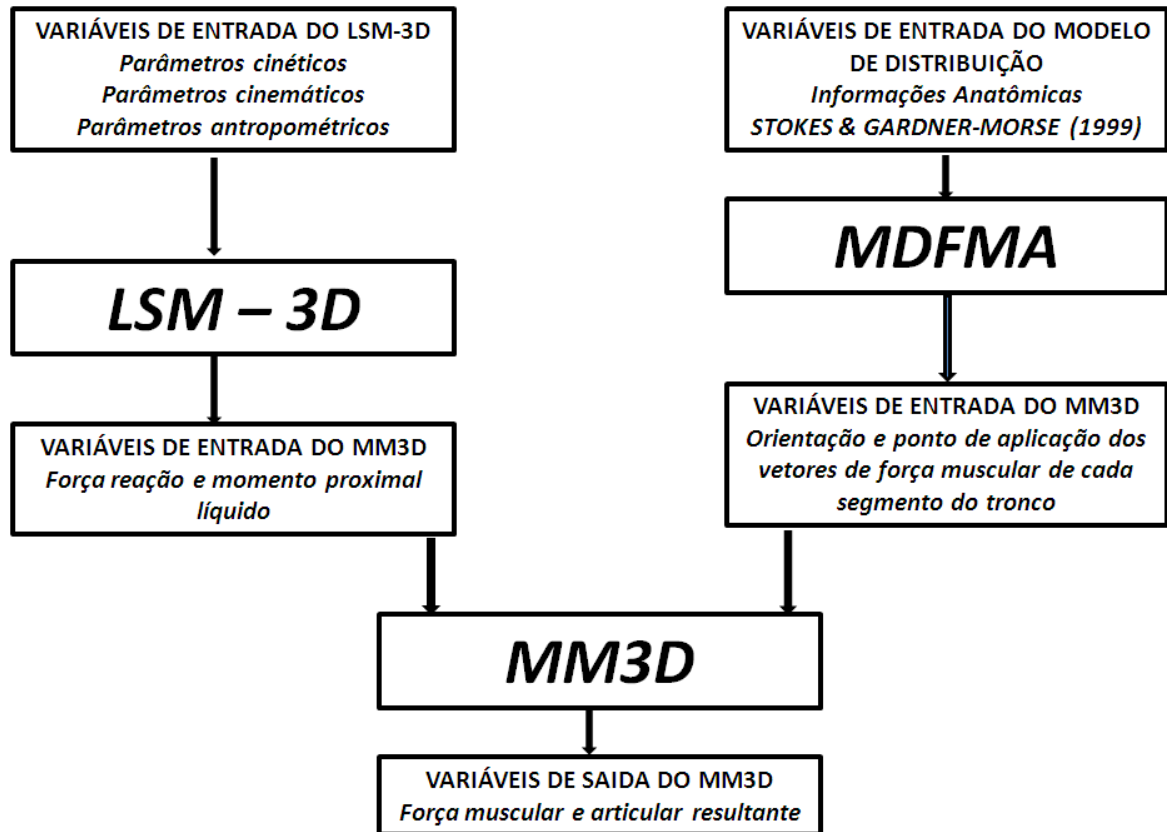 VARIÁVEIS DE ENTRADA DO LSM-3D
Parâmetros cinéticos
Parâmetros cinemáticos
Parâmetros antropométricos
LSM – 3D
VARIÁVEIS DE ENTRADA DO MM3D
Força reação e momento proximal
líquido
VARIÁVEIS DE ENTRADA DO MODELO
DE DISTRIBUIÇÃO
Informações Anatômicas
STOKES & GARDNER-MORSE (1999)
MDFMA
VARIÁVEIS DE ENTRADA DO MM3D
Orientação e ponto de aplicação dos
vetores de força muscular de cada
segmento do tronco
MM3D
VARIÁVEIS DE SAIDA DO MM3D
Força muscular e articular resultante